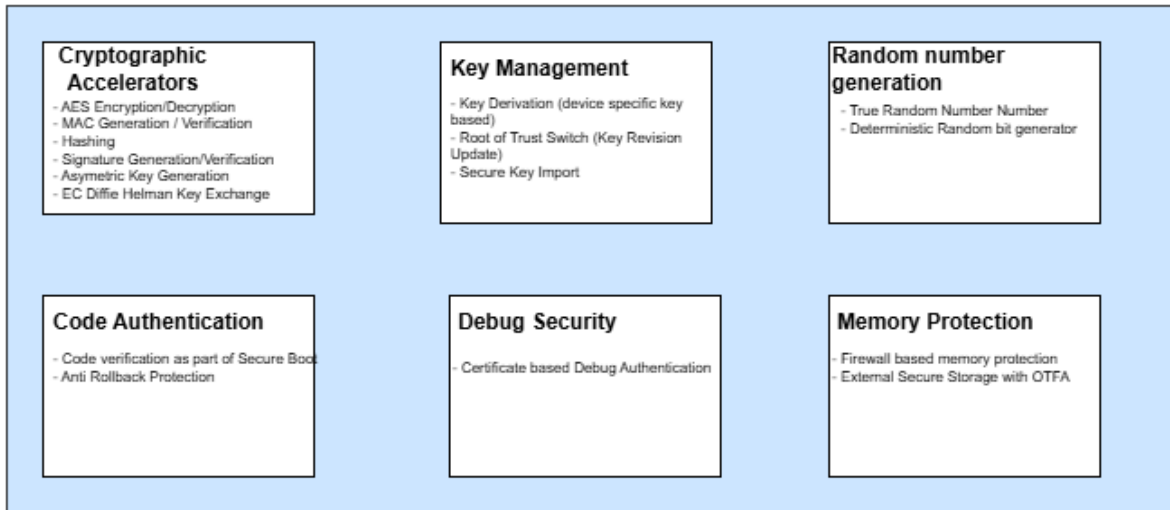 Cryptographic
Accelerators
- AES Encryption/Decryption
- MAC Generation / Verification
- Hashing
- Signature Generation/Verification
- Asymetric Key Generation
- EC Diffie Helman Key Exchange
Key Management
- Key Derivation (device specific key
based)
- Root of Trust Switch (Key Revision
Update)
- Secure Key Import
Random number
generation
- True Random Number Number
- Deterministic Random bit generator
Code Authentication
- Code verification as part of Secure Boot
- Anti Rollback Protection
Debug Security
- Certificate based Debug Authentication
Memory Protection
- Firewall based memory protection
- External Secure Storage with OTFA